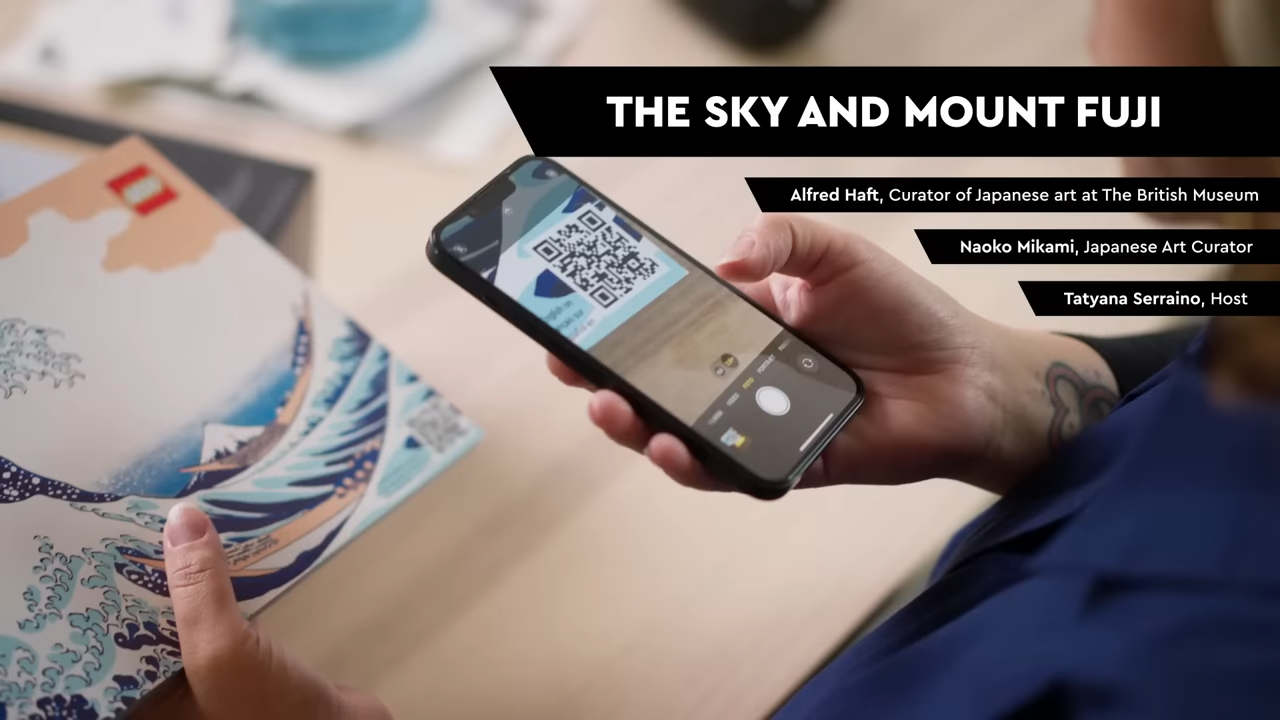 THE SKY AND MOUNT FUJI
Alfred Haft, Curator of Japanese art at The British Museum
Naoko Mikami, Japanese Art Curator
Tatyana Serraino, Host
PORTRAIT